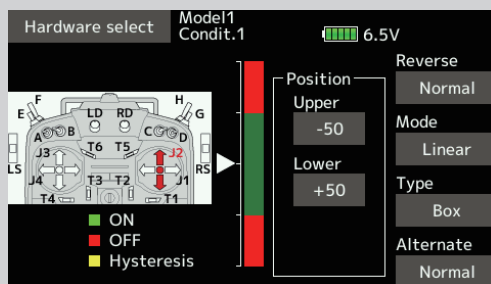 Hardware select
Model1
Condit.1
6.5V
F
E
H
G
LD RD
A B
C D
T6 T5
J3
J2
LS
RS
J4
T3 T2
J1
T4
T1
ON
OFF
Hysteresis
Position
Upper
-50
Lower
+50
Reverse
Normal
Mode
Linear
Type
Box
Alternate
Normal